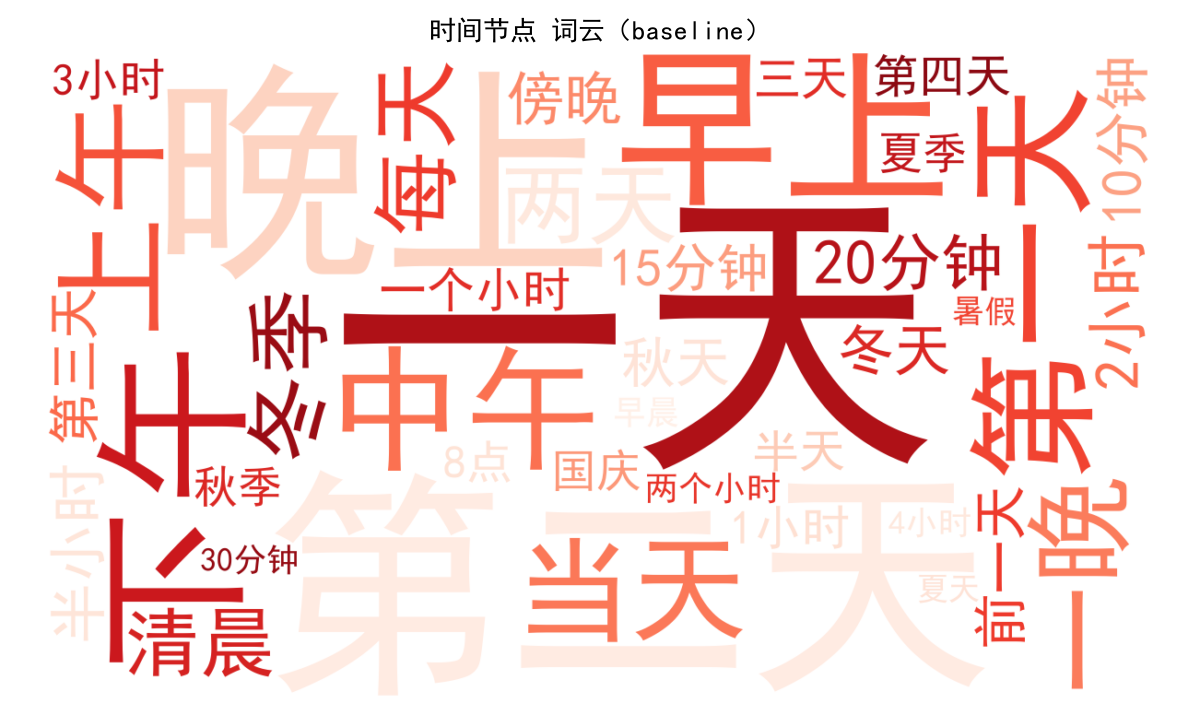 时间节点 词云（baseline）
3小时
晚上
每天
傍晚
早上
三天
第四天
第一天
10分钟
上午
两天
夏季
一天
15分钟
20分钟
2小时
一个小时
暑假
第三天
冬季
中午
秋天
冬天
早晨
下午
秋季
8点
国庆
半天
两个小时
半小时
第二天
1小时
4小时
一晚
前一天
30分钟
当天
夏天
清晨